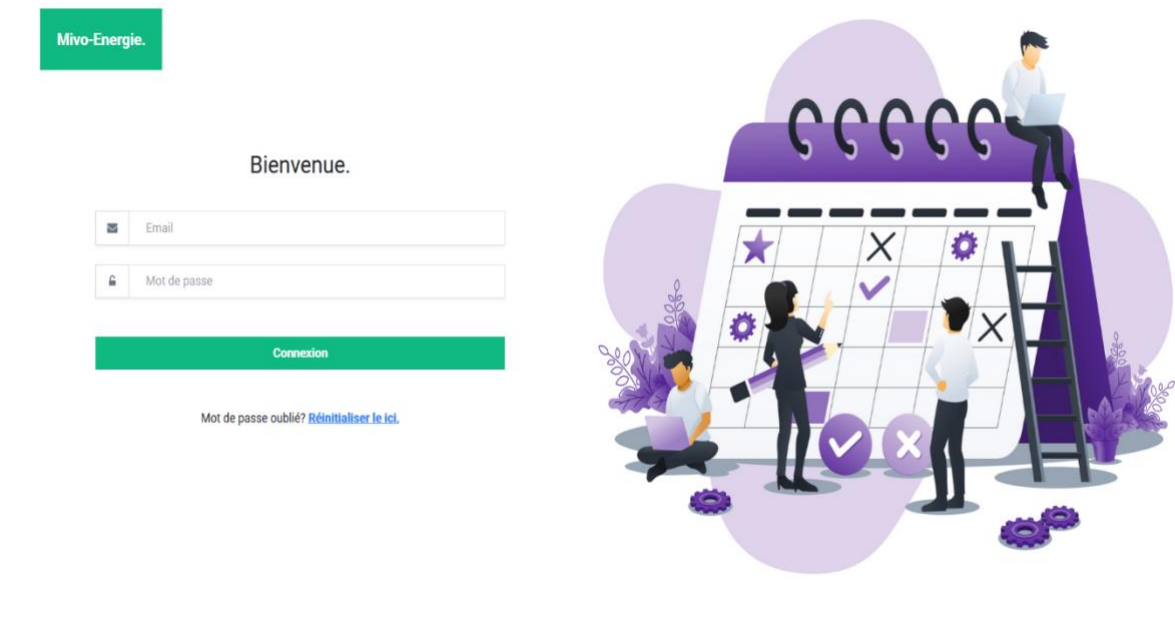 Mivo-Energie.
Bienvenue.
Email
Mot de passe
Connexion
Mot de passe oublié? Réinitialiser le ici.